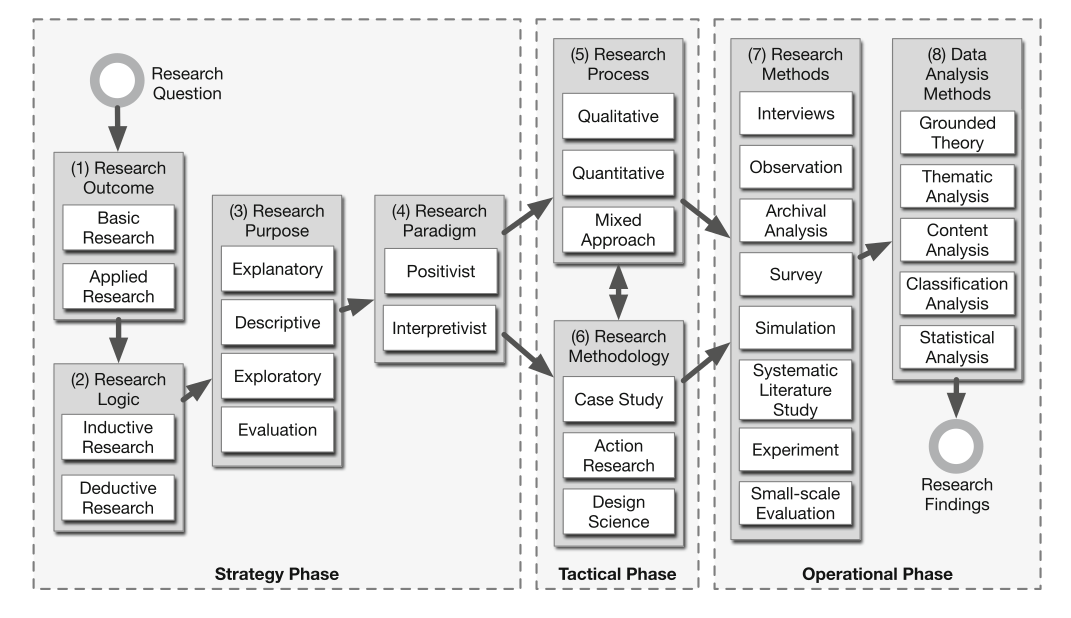 Research
Question
(1) Research
Outcome
Basic
Research
Applied
Research
(2) Research
Logic
Inductive
Research
Deductive
Research
(3) Research
Purpose
Explanatory
Descriptive
Exploratory
Evaluation
(4) Research
Paradigm
Positivist
Interpretivist
Strategy Phase
(5) Research
Process
Qualitative
Quantitative
Mixed
Approach
(6) Research
Methodology
Case Study
Action
Research
Design
Science
Tactical Phase
(7) Research
Methods
Interviews
Observation
Archival
Analysis
Survey
Simulation
Systematic
Literature
Study
Experiment
Small-scale
Evaluation
(8) Data
Analysis
Methods
Grounded
Theory
Thematic
Analysis
Content
Analysis
Classification
Analysis
Statistical
Analysis
Research
Findings
Operational Phase